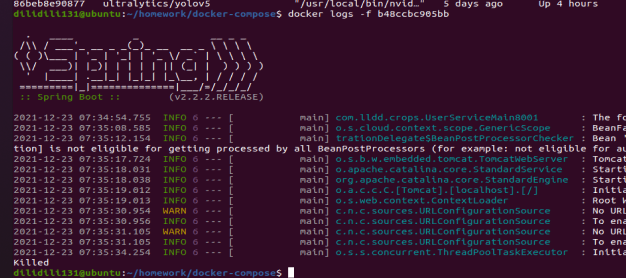 86beb8e90877   ultralytics/yolov5   "/usr/local/bin/nvid…"   5 days ago   Up 4 hours
dilidili131@ubuntu:~/homework/docker-compose$ docker logs -f b48ccbc905bb
  .   ____          _            __ _ _
 /\\ / ___'_ __ _ _(_)_ __  __ _ \ \ \ \
( ( )\___ | '_ | '_| | '_ \/ _` | \ \ \ \
 \\/  ___)| |_)| | | | | || (_| |  ) ) ) )
  '  |____| .__|_| |_|_| |_\__, | / / / /
 =========|_|==============|___/=/_/_/_/
 :: Spring Boot ::        (v2.2.2.RELEASE)
2021-12-23 07:34:54.755  INFO 6 --- [           main] com.lldd.crops.UserServiceMain8001       : The fo
2021-12-23 07:35:08.585  INFO 6 --- [           main] o.s.cloud.context.scope.GenericScope     : BeanFa
2021-12-23 07:35:12.154  INFO 6 --- [           main] trationDelegate$BeanPostProcessorChecker : Bean '
tion] is not eligible for getting processed by all BeanPostProcessors (for example: not eligible for au
2021-12-23 07:35:17.724  INFO 6 --- [           main] o.s.b.w.embedded.tomcat.TomcatWebServer  : Tomcat
2021-12-23 07:35:18.031  INFO 6 --- [           main] o.apache.catalina.core.StandardService   : Starti
2021-12-23 07:35:18.038  INFO 6 --- [           main] org.apache.catalina.core.StandardEngine  : Starti
2021-12-23 07:35:19.012  INFO 6 --- [           main] o.a.c.c.C.[Tomcat].[localhost].[/]       : Initia
2021-12-23 07:35:19.013  INFO 6 --- [           main] o.s.web.context.ContextLoader            : Root W
2021-12-23 07:35:30.954  WARN 6 --- [           main] c.n.c.sources.URLConfigurationSource     : No URL
2021-12-23 07:35:30.956  INFO 6 --- [           main] c.n.c.sources.URLConfigurationSource     : To ena
2021-12-23 07:35:31.105  WARN 6 --- [           main] c.n.c.sources.URLConfigurationSource     : No URL
2021-12-23 07:35:31.105  INFO 6 --- [           main] c.n.c.sources.URLConfigurationSource     : To ena
2021-12-23 07:35:34.254  INFO 6 --- [           main] o.s.s.concurrent.ThreadPoolTaskExecutor  : Initia
Killed
dilidili131@ubuntu:~/homework/docker-compose$